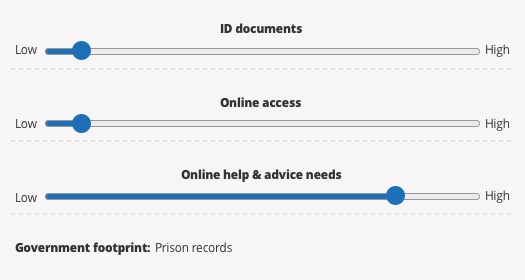 ID documents
Low High
Online access
Low High
Online help & advice needs
Low High
Government footprint: Prison records